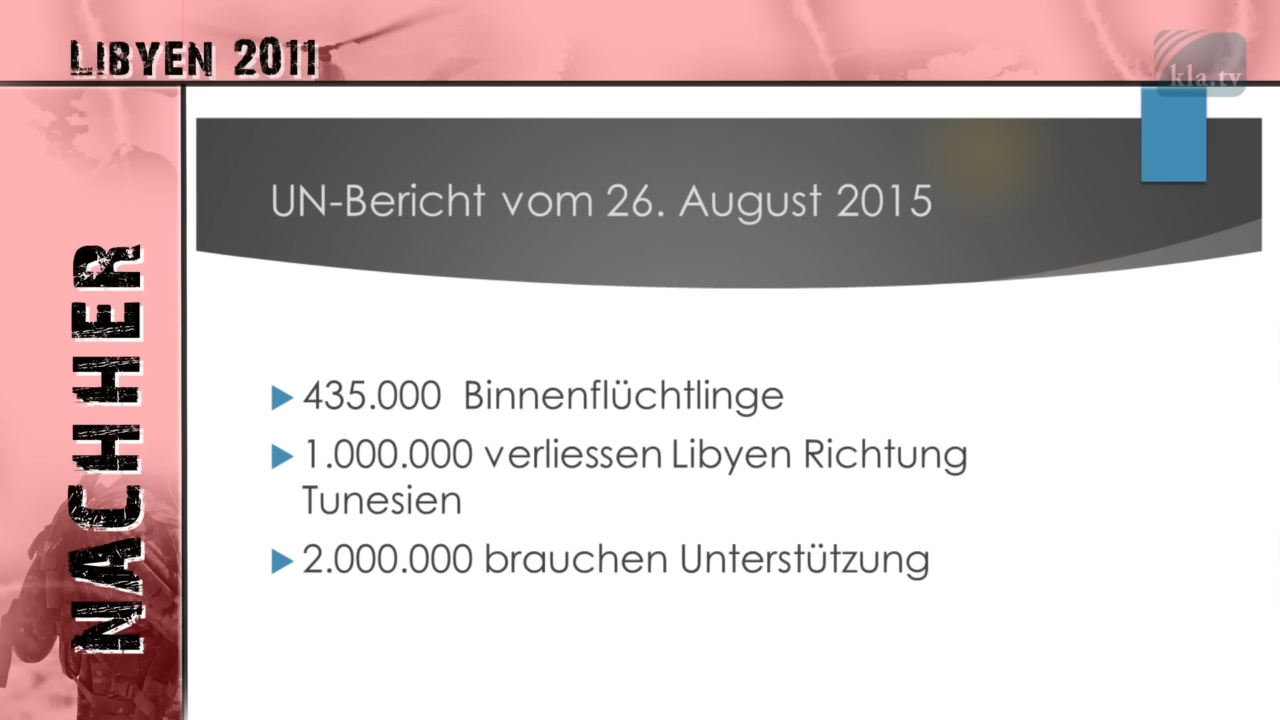 LIBYEN 2011
kla.tv
NACHHER
UN-Bericht vom 26. August 2015
435.000 Binnenflüchtlinge
1.000.000 verliessen Libyen Richtung
Tunesien
2.000.000 brauchen Unterstützung